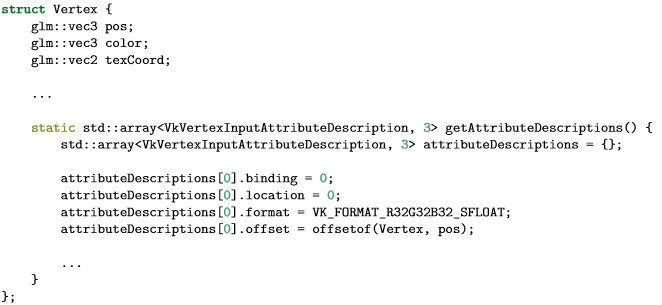 struct Vertex {
    glm::vec3 pos;
    glm::vec3 color;
    glm::vec2 texCoord;

    ...

    static std::array<VkVertexInputAttributeDescription, 3> getAttributeDescriptions() {
        std::array<VkVertexInputAttributeDescription, 3> attributeDescriptions = {};

        attributeDescriptions[0].binding = 0;
        attributeDescriptions[0].location = 0;
        attributeDescriptions[0].format = VK_FORMAT_R32G32B32_SFLOAT;
        attributeDescriptions[0].offset = offsetof(Vertex, pos);

        ...
    }
};